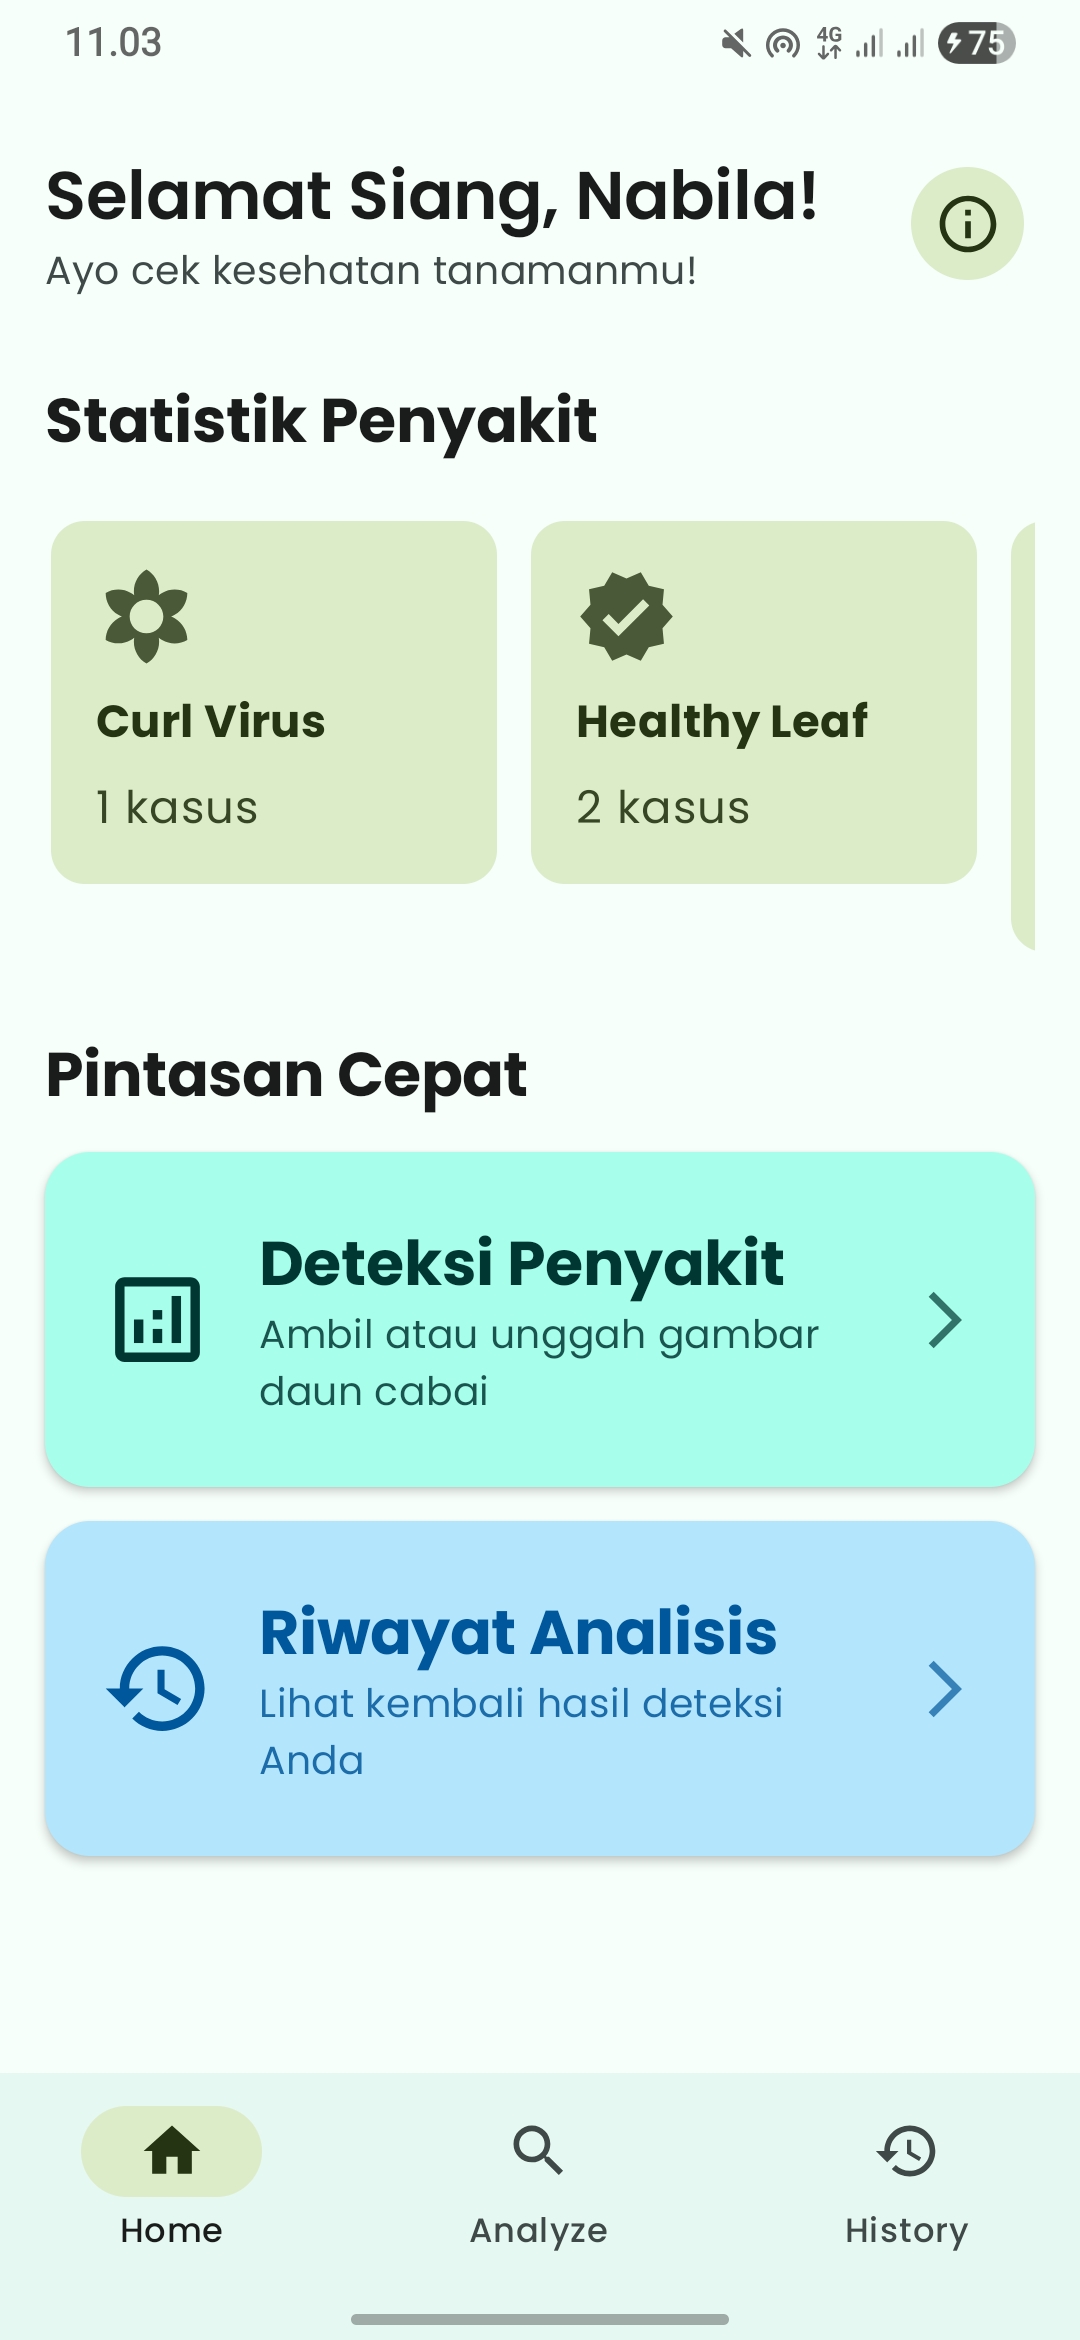 11.03
4G
75
Selamat Siang, Nabila!
Ayo cek kesehatan tanamanmu!
Statistik Penyakit
Curl Virus
1 kasus
Healthy Leaf
2 kasus
Pintasan Cepat
Deteksi Penyakit
Ambil atau unggah gambar
daun cabai
Riwayat Analisis
Lihat kembali hasil deteksi
Anda
Home
Analyze
History